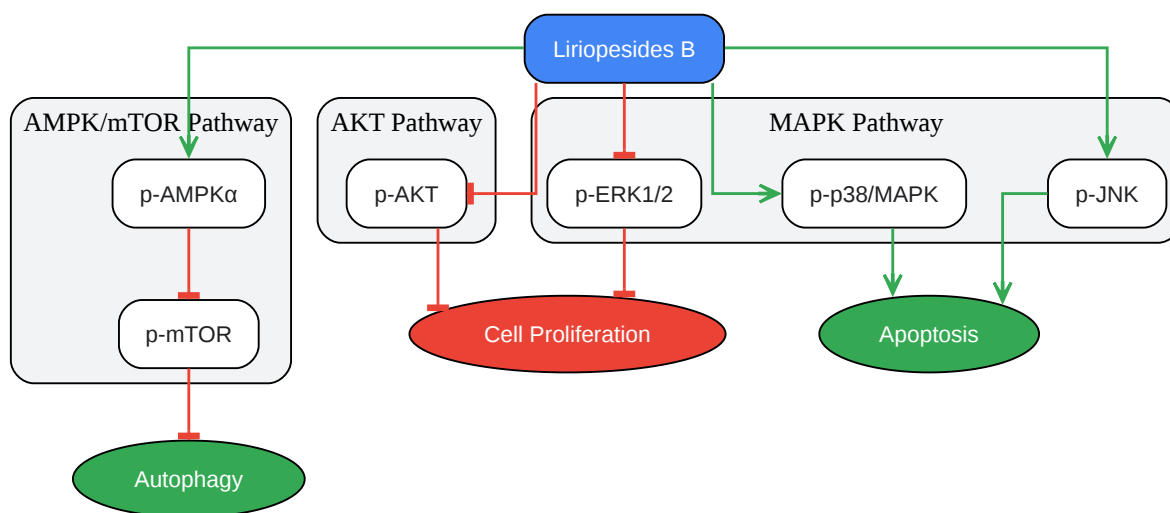 Liriopesides B
AMPK/mTOR Pathway
AKT Pathway
MAPK Pathway
p-AMPKα
p-AKT
p-ERK1/2
p-p38/MAPK
p-JNK
p-mTOR
Cell Proliferation
Apoptosis
Autophagy